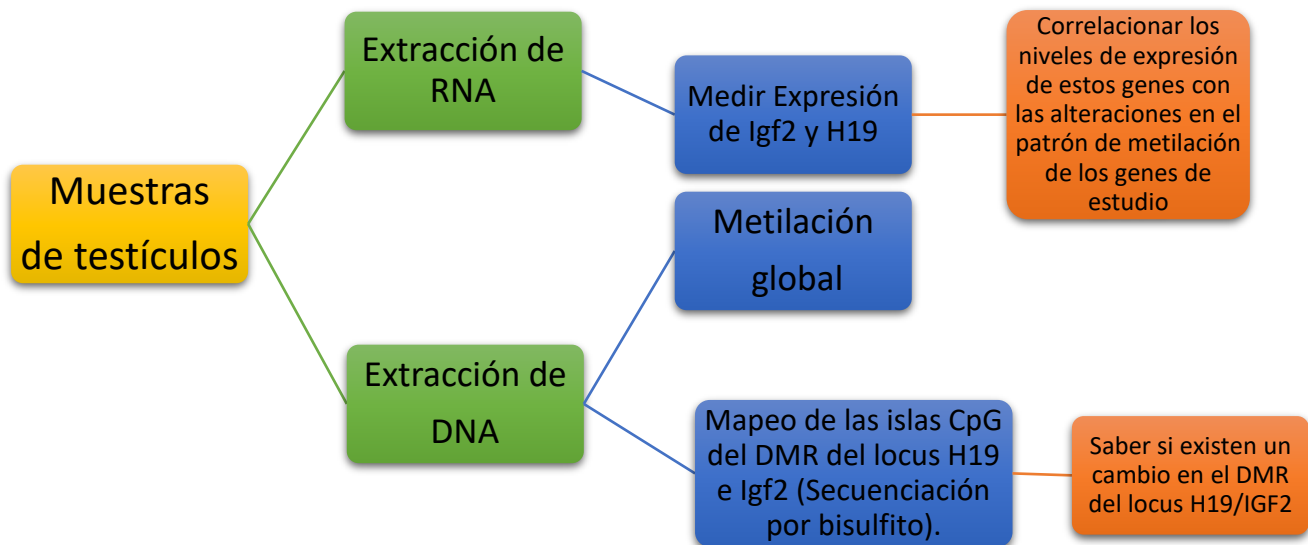 Muestras
de testículos
Extracción de
RNA
Medir Expresión
de Igf2 y H19
Correlacionar los
niveles de expresión
de estos genes con
las alteraciones en el
patrón de metilación
de los genes de
estudio
Extracción de
DNA
Metilación
global
Mapeo de las islas CpG
del DMR del locus H19
e Igf2 (Secuenciación
por bisulfito).
Saber si existen un
cambio en el DMR
del locus H19/IGF2